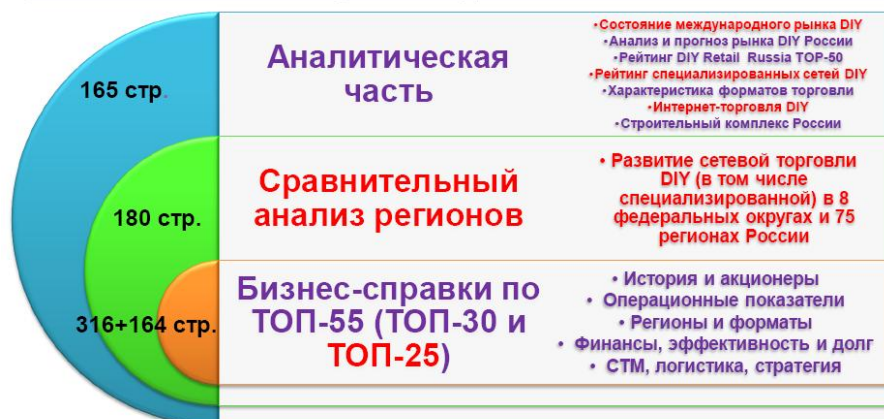 165 стр.
Аналитическая
часть
•Состояние международного рынка DIY
•Анализ и прогноз рынка DIY России
•Рейтинг DIY Retail Russia TOP-50
•Рейтинг специализированных сетей DIY
•Характеристика форматов торговли
•Интернет-торговля DIY
•Строительный комплекс России
180 стр.
Сравнительный
анализ регионов
• Развитие сетевой торговли
DIY (в том числе
специализированной) в 8
федеральных округах и 75
регионах России
316+164 стр.
Бизнес-справки по
ТОП-55 (ТОП-30 и
ТОП-25)
• История и акционеры
• Операционные показатели
• Регионы и форматы
• Финансы, эффективность и долг
• СТМ, логистика, стратегия